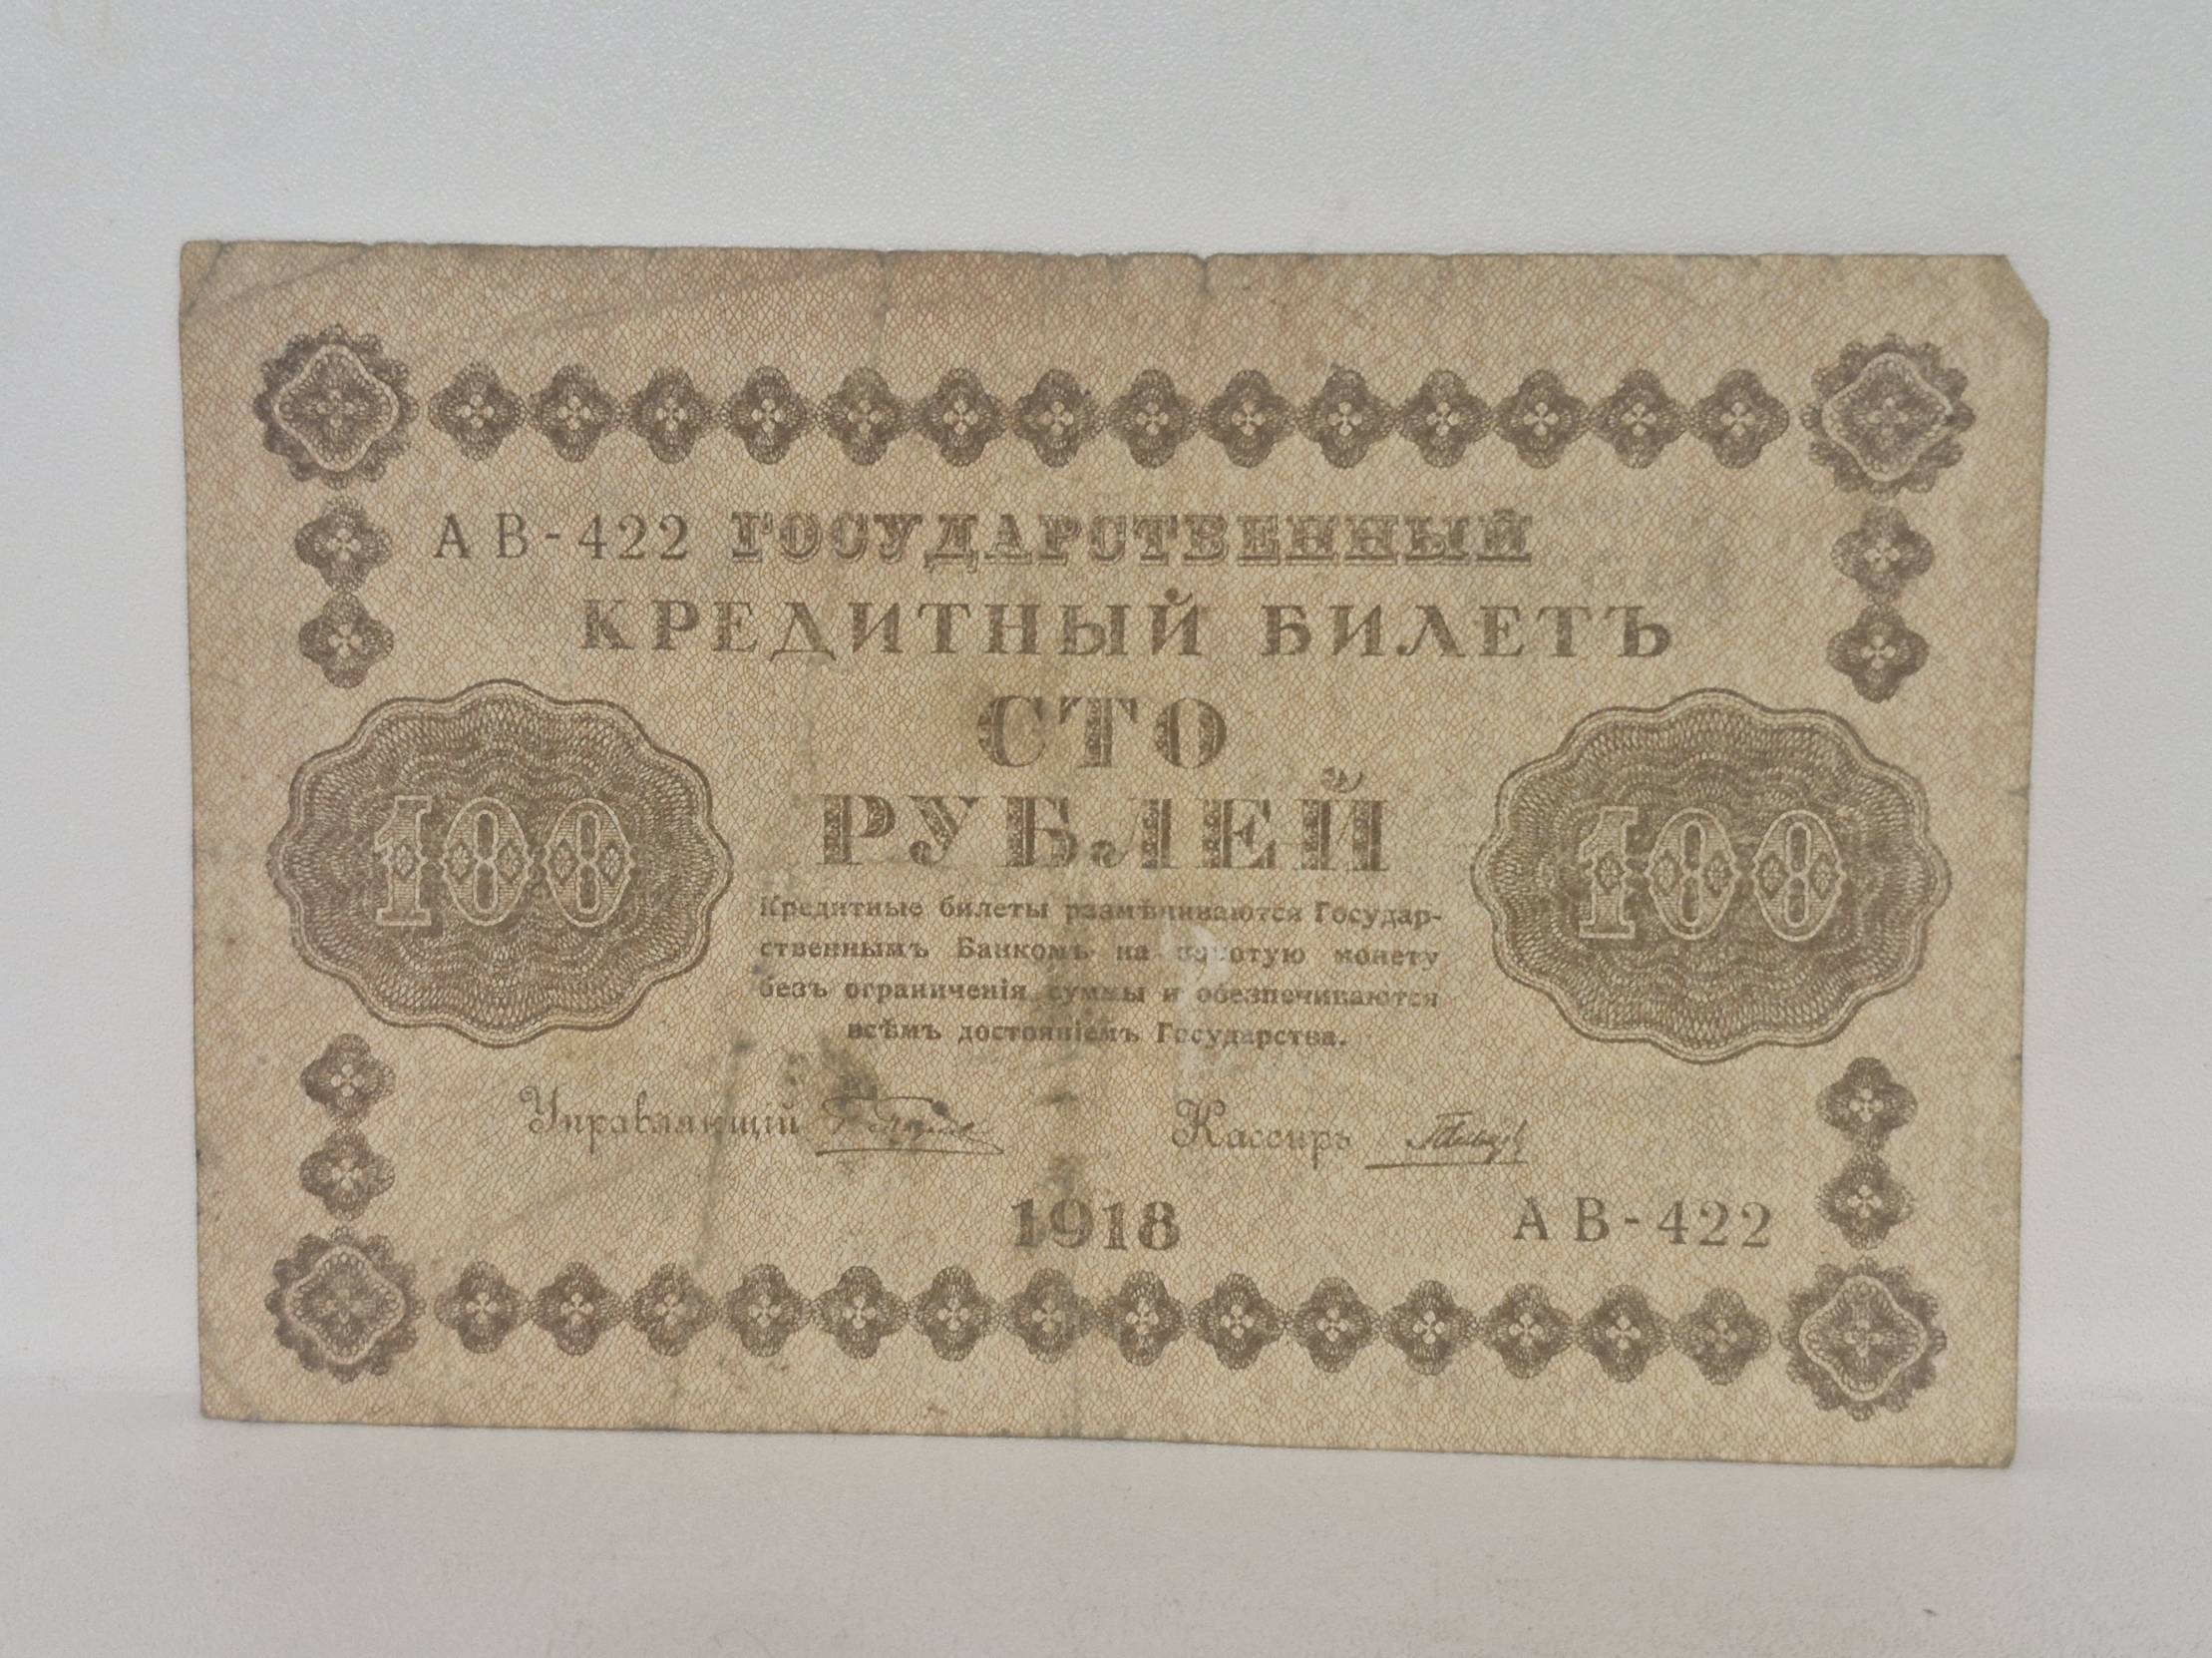 АВ-422 ГОСУДАРСТВЕННЫЙ
КРЕДИТНЫЙ БИЛЕТЪ
СТО
РУБЛЕЙ
100
100
Кредитные билеты размѣниваются Государ-
ственнымъ Банкомъ на золотую монету
безъ ограниченія суммы и обезпечиваются
всѣмъ достояніемъ Государства.
Управляющій
Кассиръ
1918
АВ-422